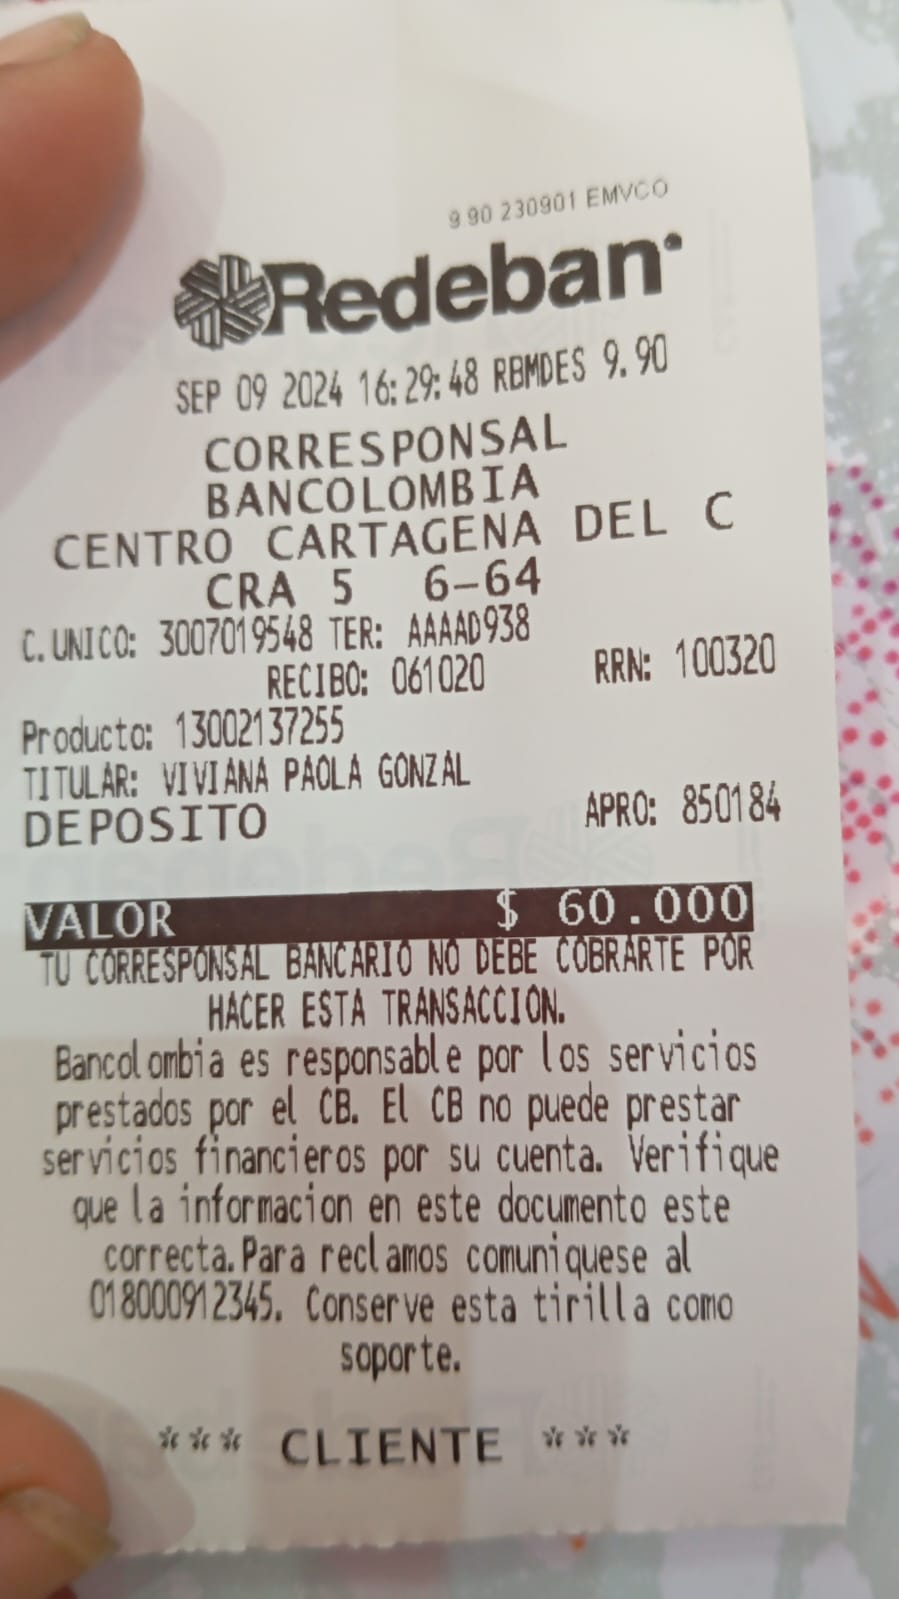 9.90 230901 EMVCO
Redeban
SEP 09 2024 16:29:48 RBMDES 9.90
CORRESPONSAL
BANCOLOMBIA
CENTRO CARTAGENA DEL C
CRA 5 6-64
C.UNICO: 3007019548 TER: AAAAD938
RECIBO: 061020 RRN: 100320
Producto: 13002137255
TITULAR: VIVIANA PAOLA GONZAL
DEPOSITO APRO: 850184
VALOR $ 60.000
TU CORRESPONSAL BANCARIO NO DEBE COBRARTE POR
HACER ESTA TRANSACCION.
Bancolombia es responsable por los servicios
prestados por el CB. El CB no puede prestar
servicios financieros por su cuenta. Verifique
que la informacion en este documento este
correcta.Para reclamos comuniquese al
018000912345. Conserve esta tirilla como
soporte.
*** CLIENTE ***